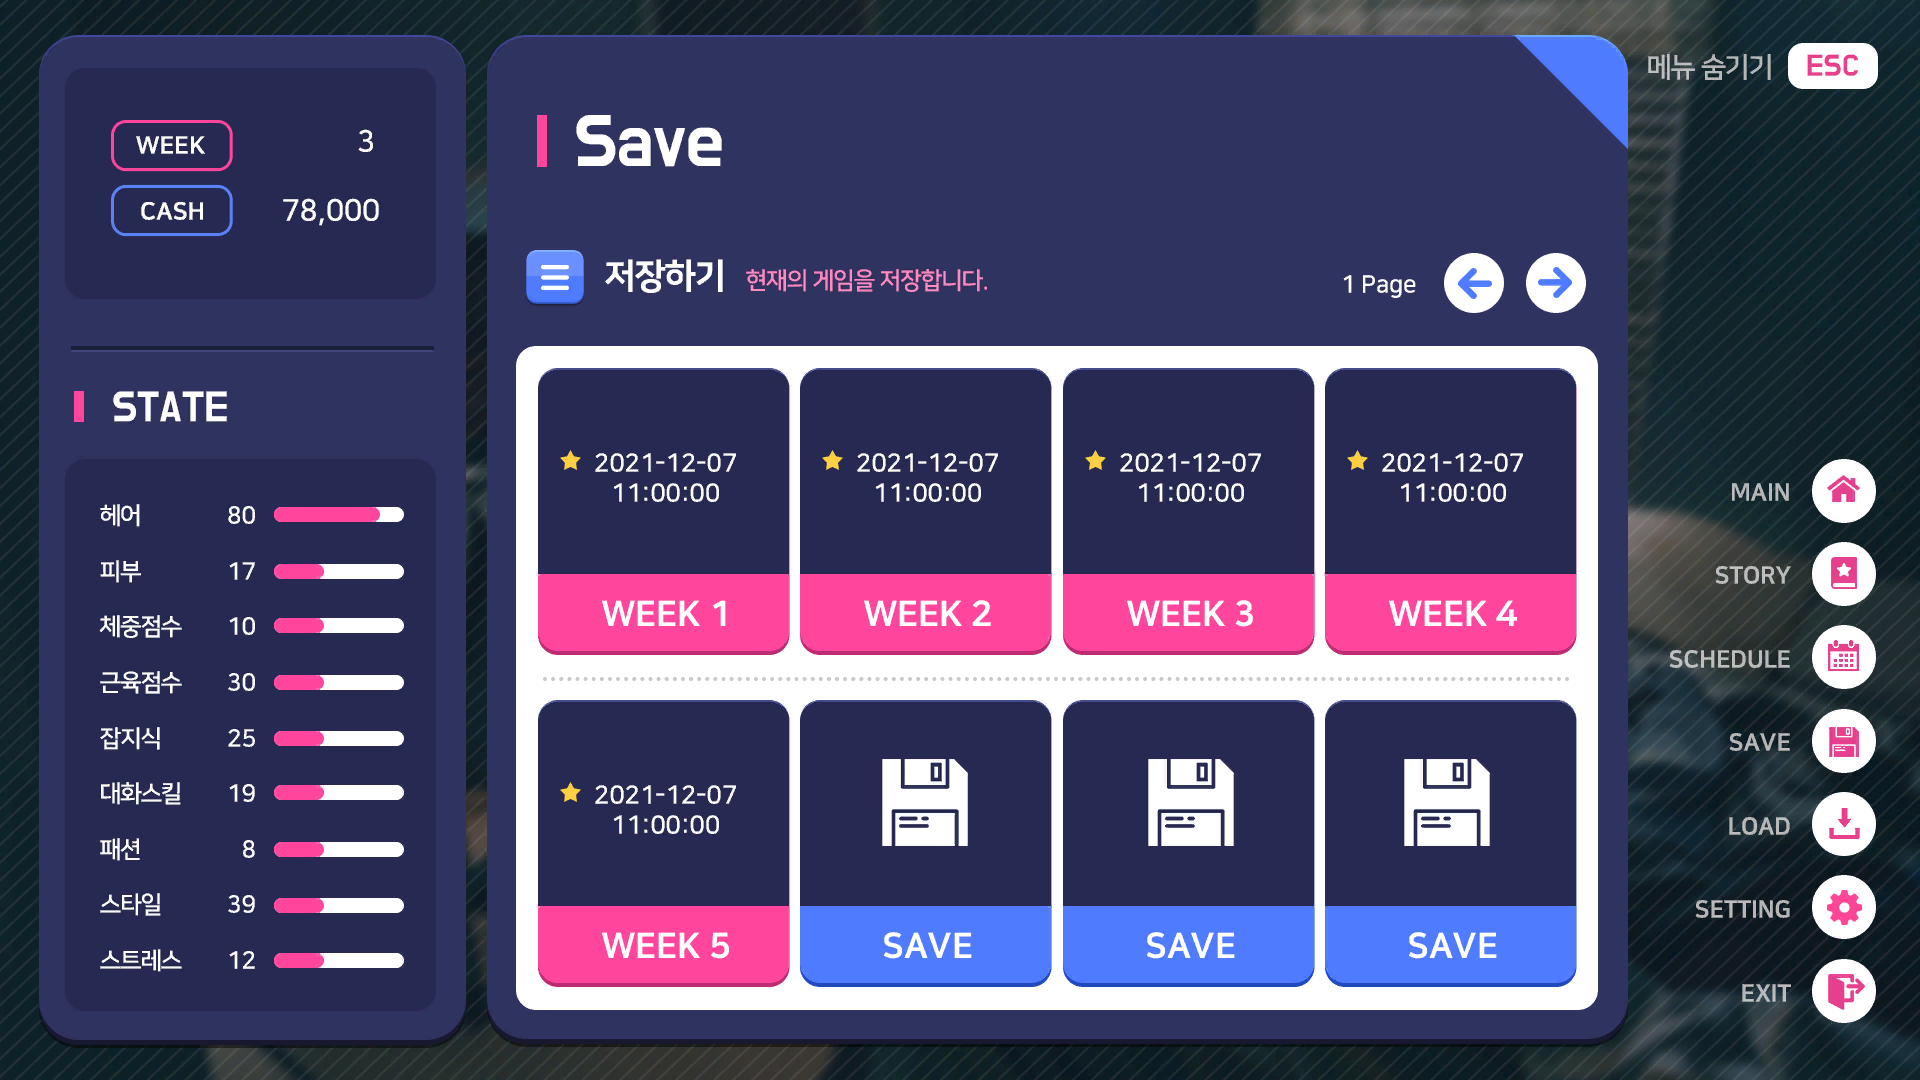 WEEK 3
CASH 78,000
STATE
헤어 80
피부 17
체중점수 10
근육점수 30
잡지식 25
대화스킬 19
패션 8
스타일 39
스트레스 12
Save
저장하기 현재의 게임을 저장합니다.
1 Page
2021-12-07
11:00:00
WEEK 1
2021-12-07
11:00:00
WEEK 2
2021-12-07
11:00:00
WEEK 3
2021-12-07
11:00:00
WEEK 4
2021-12-07
11:00:00
WEEK 5
SAVE
SAVE
SAVE
메뉴 숨기기 ESC
MAIN
STORY
SCHEDULE
SAVE
LOAD
SETTING
EXIT